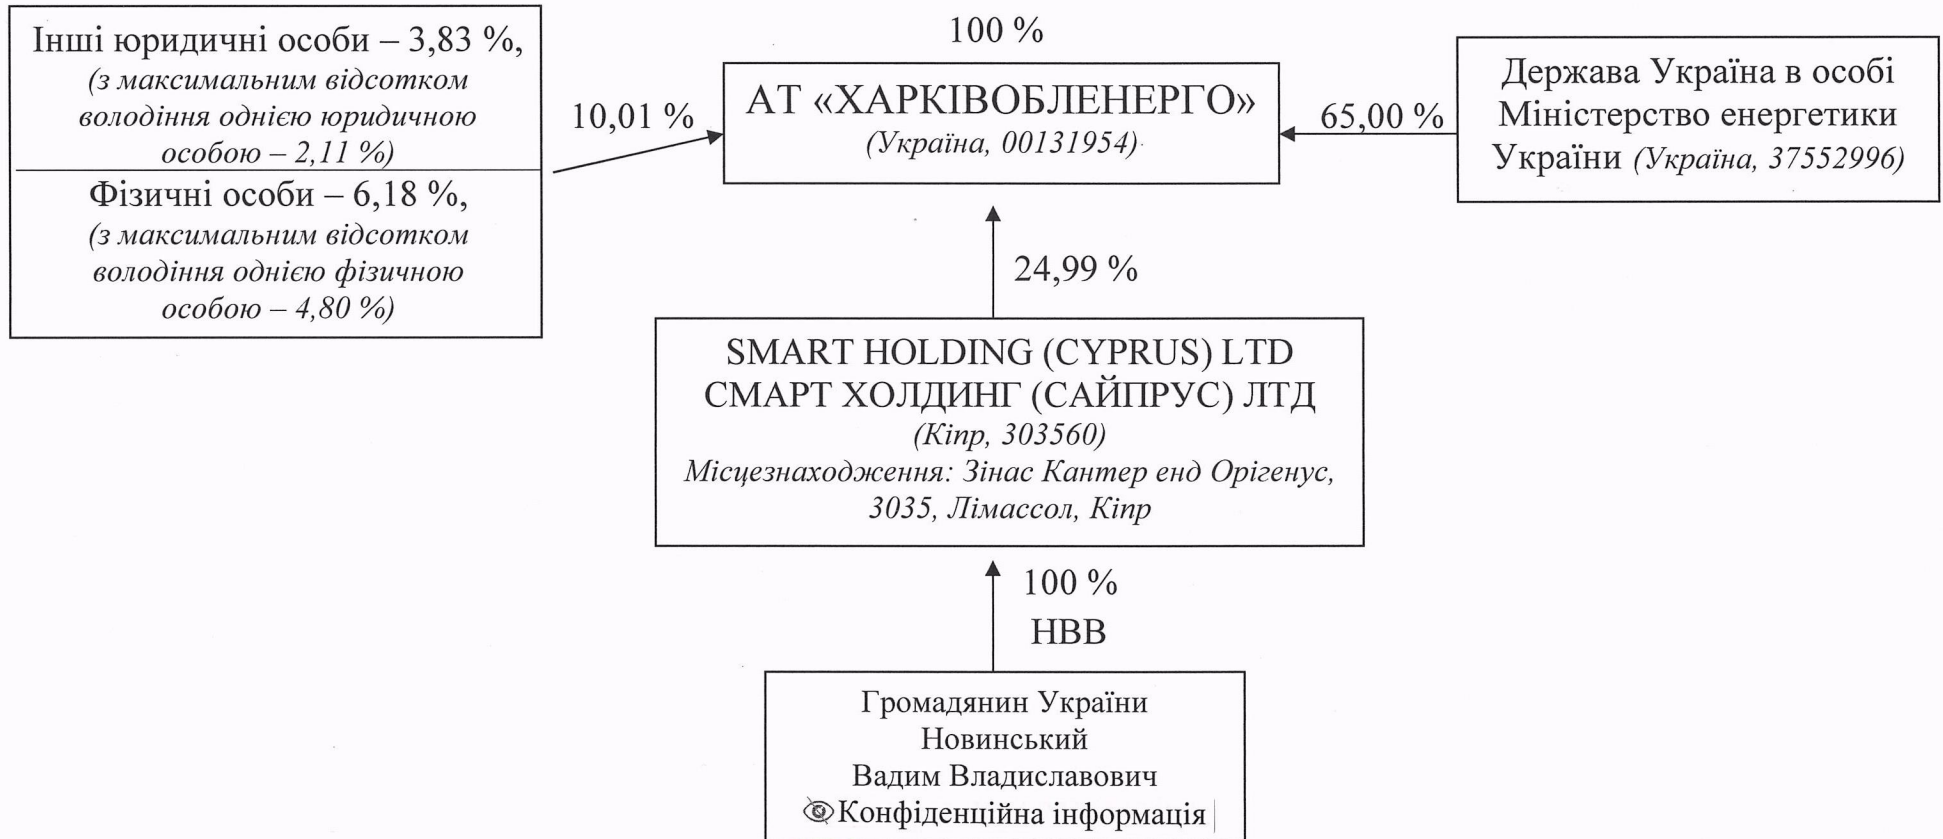 Інші юридичні особи – 3,83 %,
(з максимальним відсотком
володіння однією юридичною
особою – 2,11 %)
Фізичні особи – 6,18 %,
(з максимальним відсотком
володіння однією фізичною
особою – 4,80 %)
10,01 %
100 %
АТ «ХАРКІВОБЛЕНЕРГО»
(Україна, 00131954)
65,00 %
Держава Україна в особі
Міністерство енергетики
України (Україна, 37552996)
24,99 %
SMART HOLDING (CYPRUS) LTD
СМАРТ ХОЛДИНГ (САЙПРУС) ЛТД
(Кіпр, 303560)
Місцезнаходження: Зінас Кантер енд Орігенус,
3035, Лімассол, Кіпр
100 %
НВВ
Громадянин України
Новинський
Вадим Владиславович
Конфіденційна інформація